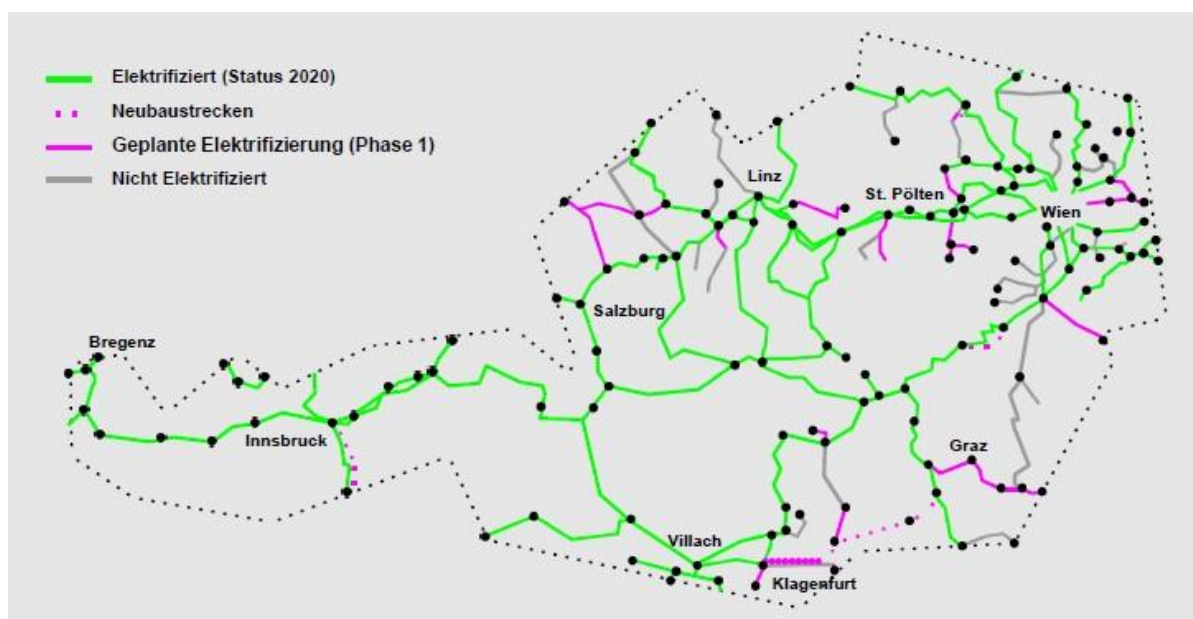 Elektrifiziert (Status 2020)
Neubaustrecken
Geplante Elektrifizierung (Phase 1)
Nicht Elektrifiziert
Linz
St. Pölten
Wien
Salzburg
Bregenz
Innsbruck
Graz
Villach
Klagenfurt